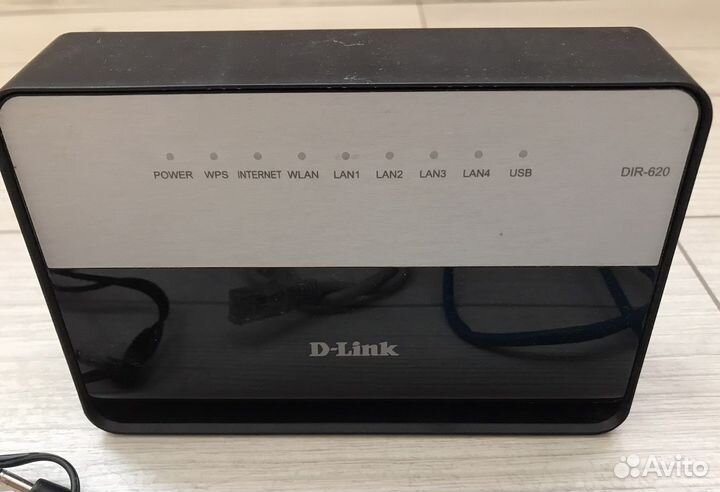 POWER WPS INTERNET WLAN LAN1 LAN2 LAN3 LAN4 USB DIR-620
D-Link
Avito